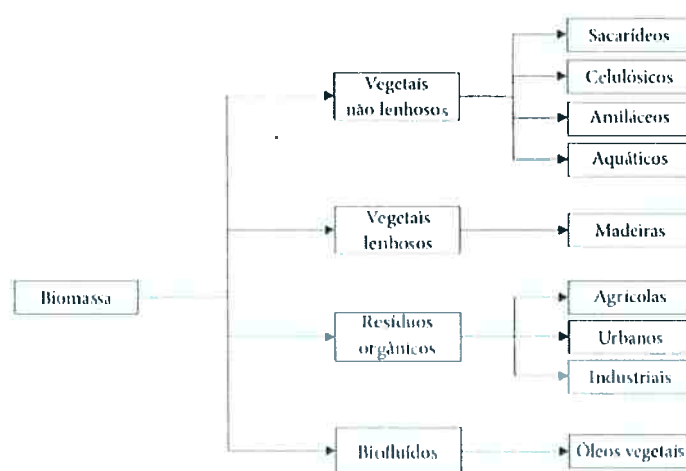 Sacarídeos
Vegetais
não lenhosos
Celulósicos
Amiláceos
Aquáticos
Vegetais
lenhosos
Madeiras
Biomassa
Agrícolas
Resíduos
orgânicos
Urbanos
Industriais
Biofluídos
Óleos vegetais